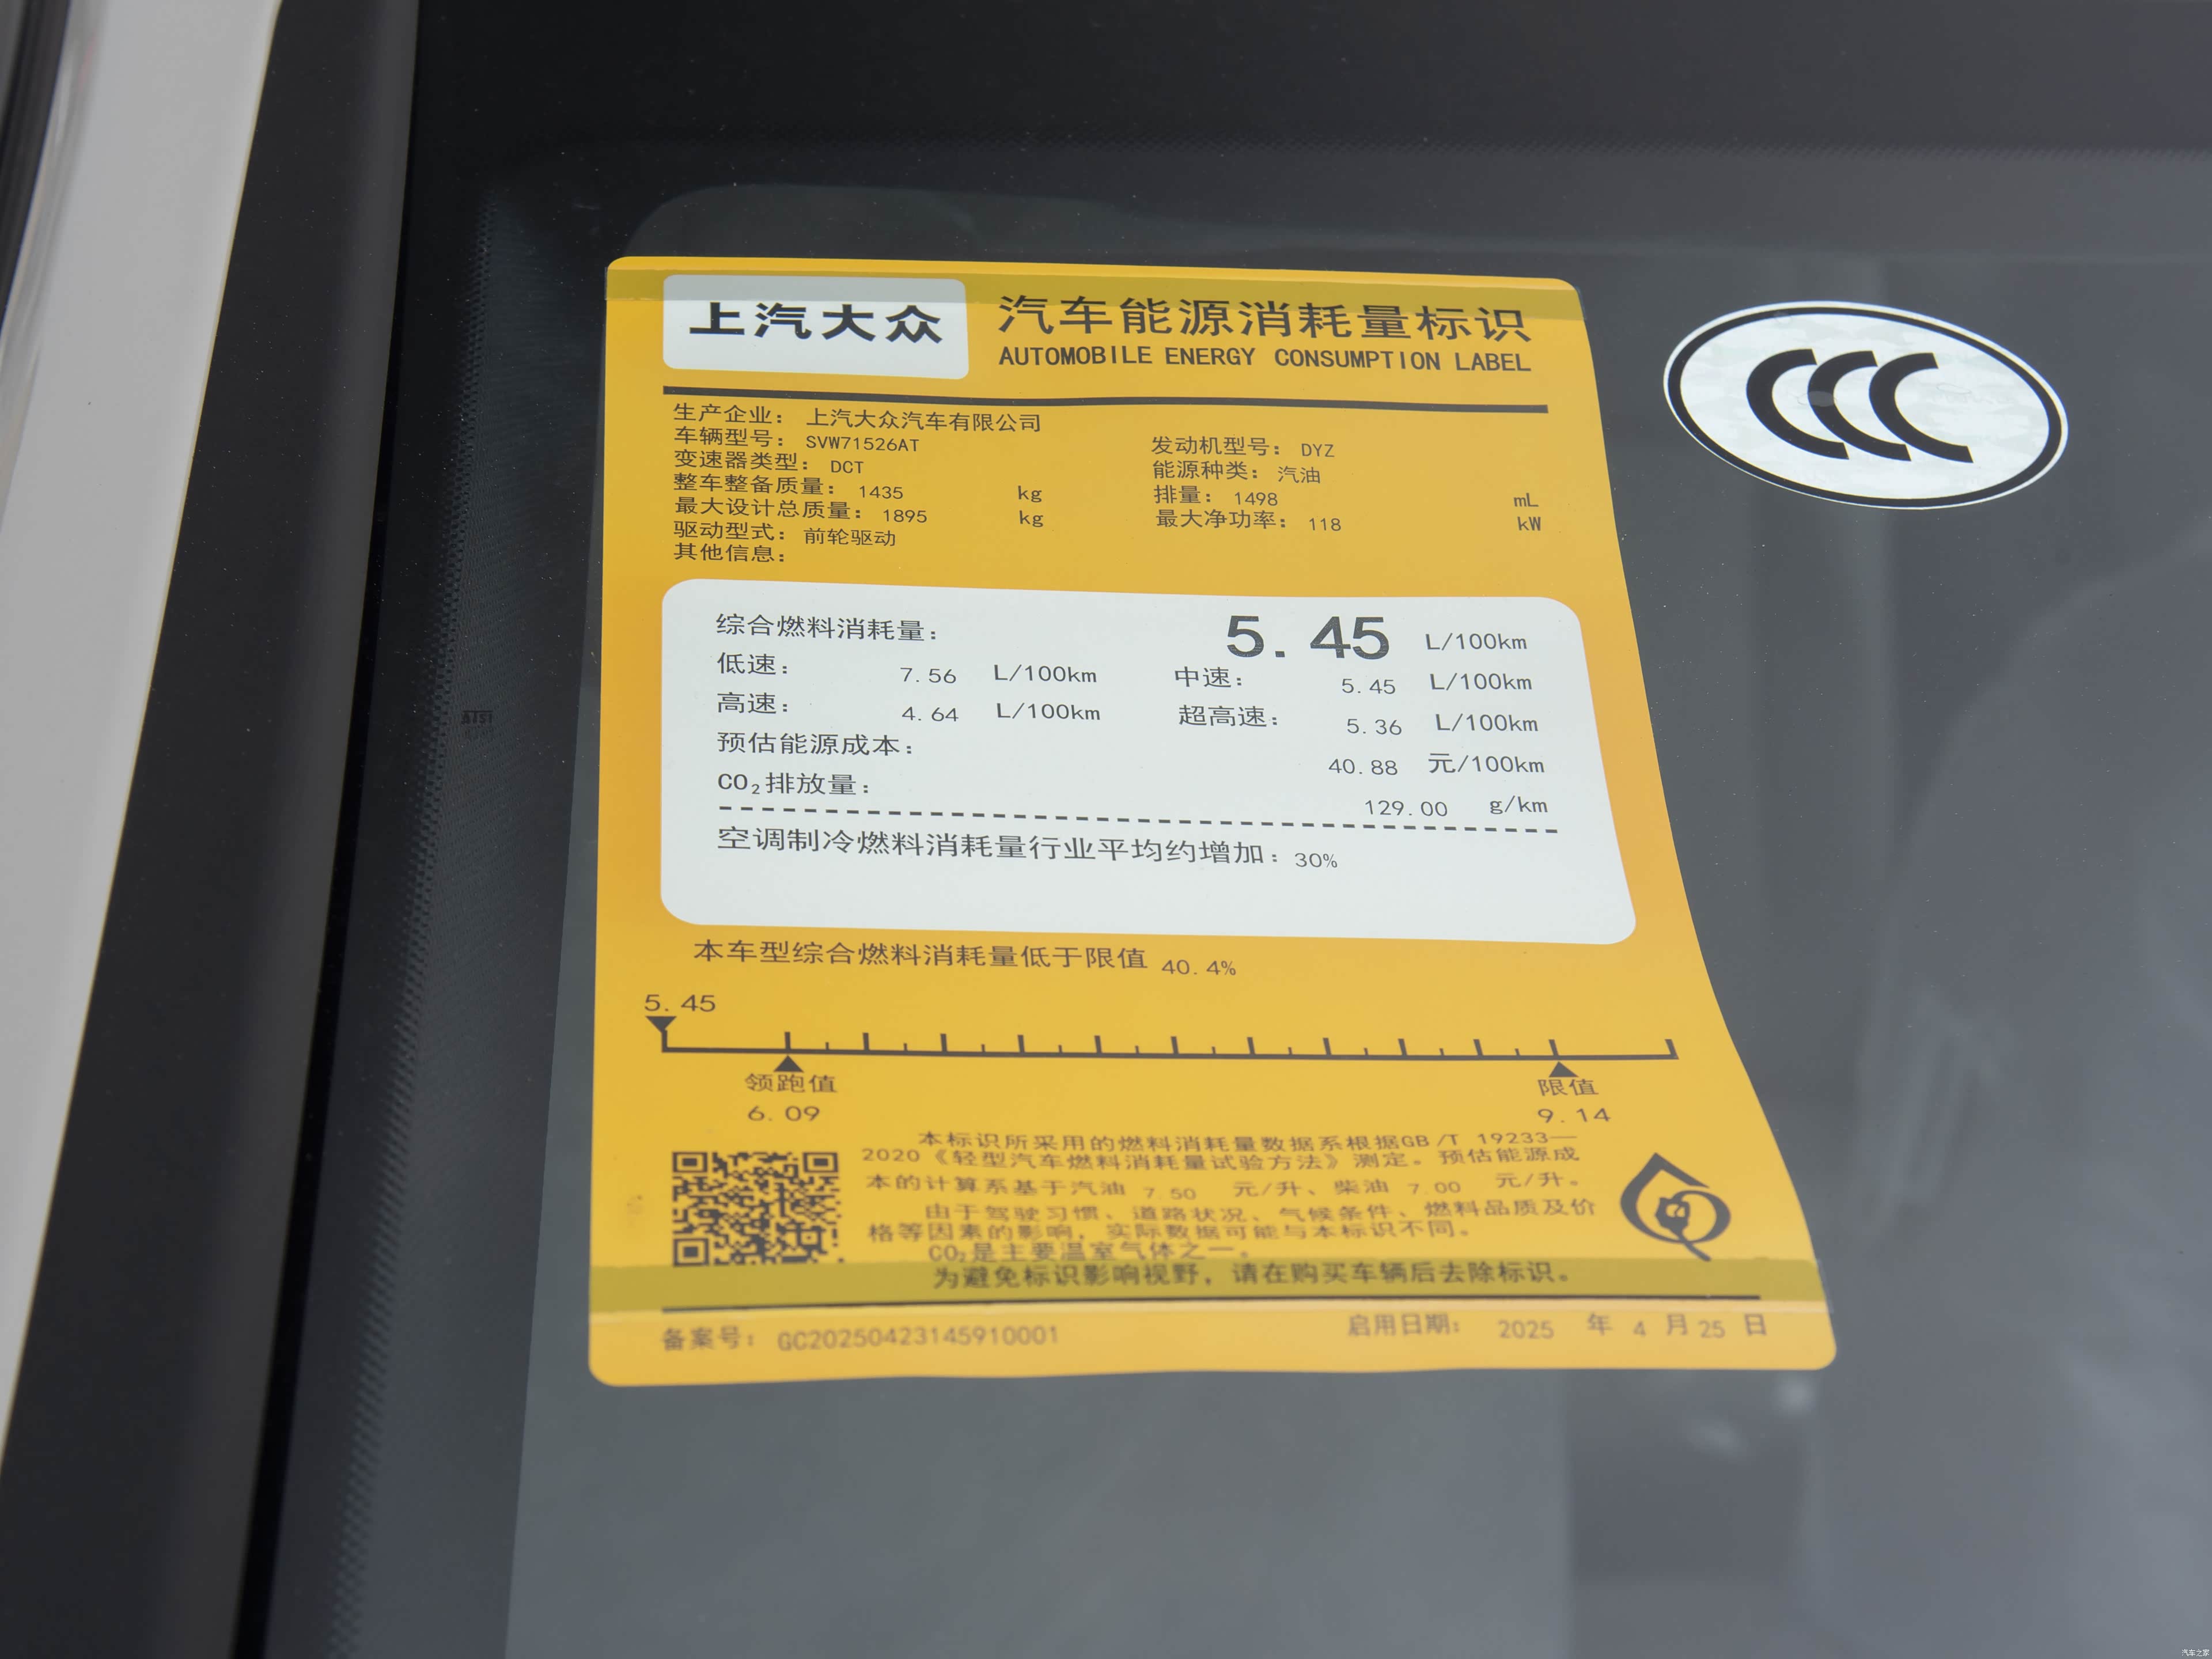 上汽大众
汽车能源消耗量标识
AUTOMOBILE ENERGY CONSUMPTION LABEL
生产企业: 上汽大众汽车有限公司
车辆型号: SVW71526AT 发动机型号: DYZ
变速器类型: DCT 能源种类: 汽油
整车整备质量: 1435 kg 排量: 1498 mL
最大设计总质量: 1895 kg 最大净功率: 118 kW
驱动型式: 前轮驱动
其他信息:
综合燃料消耗量: 5.45 L/100km
低速: 7.56 L/100km 中速: 5.45 L/100km
高速: 4.64 L/100km 超高速: 5.36 L/100km
预估能源成本: 40.88 元/100km
CO₂排放量: 129.00 g/km
空调制冷燃料消耗量行业平均约增加: 30%
本车型综合燃料消耗量低于限值 40.4%
5.45
领跑值 限值
6.09 9.14
本标识所采用的燃料消耗量数据系根据GB/T 19233—
2020《轻型汽车燃料消耗量试验方法》测定。预估能源成
本的计算系基于汽油 7.50 元/升、柴油 7.00 元/升。
由于驾驶习惯、道路状况、气候条件、燃料品质及价
格等因素的影响，实际数据可能与本标识不同。
CO₂是主要温室气体之一。
为避免标识影响视野，请在购买车辆后去除标识。
备案号: GC20250423145910001 启用日期: 2025 年 4 月 25 日
CCC
汽车之家